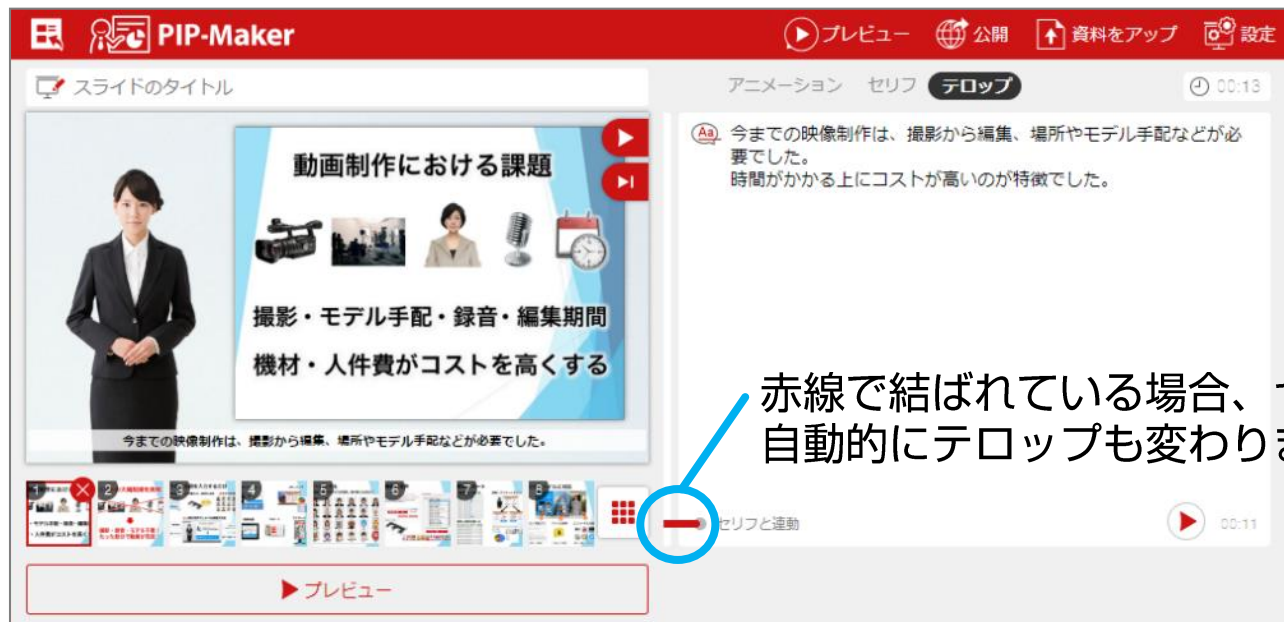 PIP-Maker
プレビュー
公開
資料をアップ
設定
スライドのタイトル
アニメーション
セリフ
テロップ
00:13
動画制作における課題
撮影・モデル手配・録音・編集期間
機材・人件費がコストを高くする
今までの映像制作は、撮影から編集、場所やモデル手配などが必要でした。
Aa
今までの映像制作は、撮影から編集、場所やモデル手配などが必
要でした。
時間がかかる上にコストが高いのが特徴でした。
赤線で結ばれている場合、
自動的にテロップも変わりま
1
2
3
4
5
6
7
8
セリフと連動
00:11
プレビュー